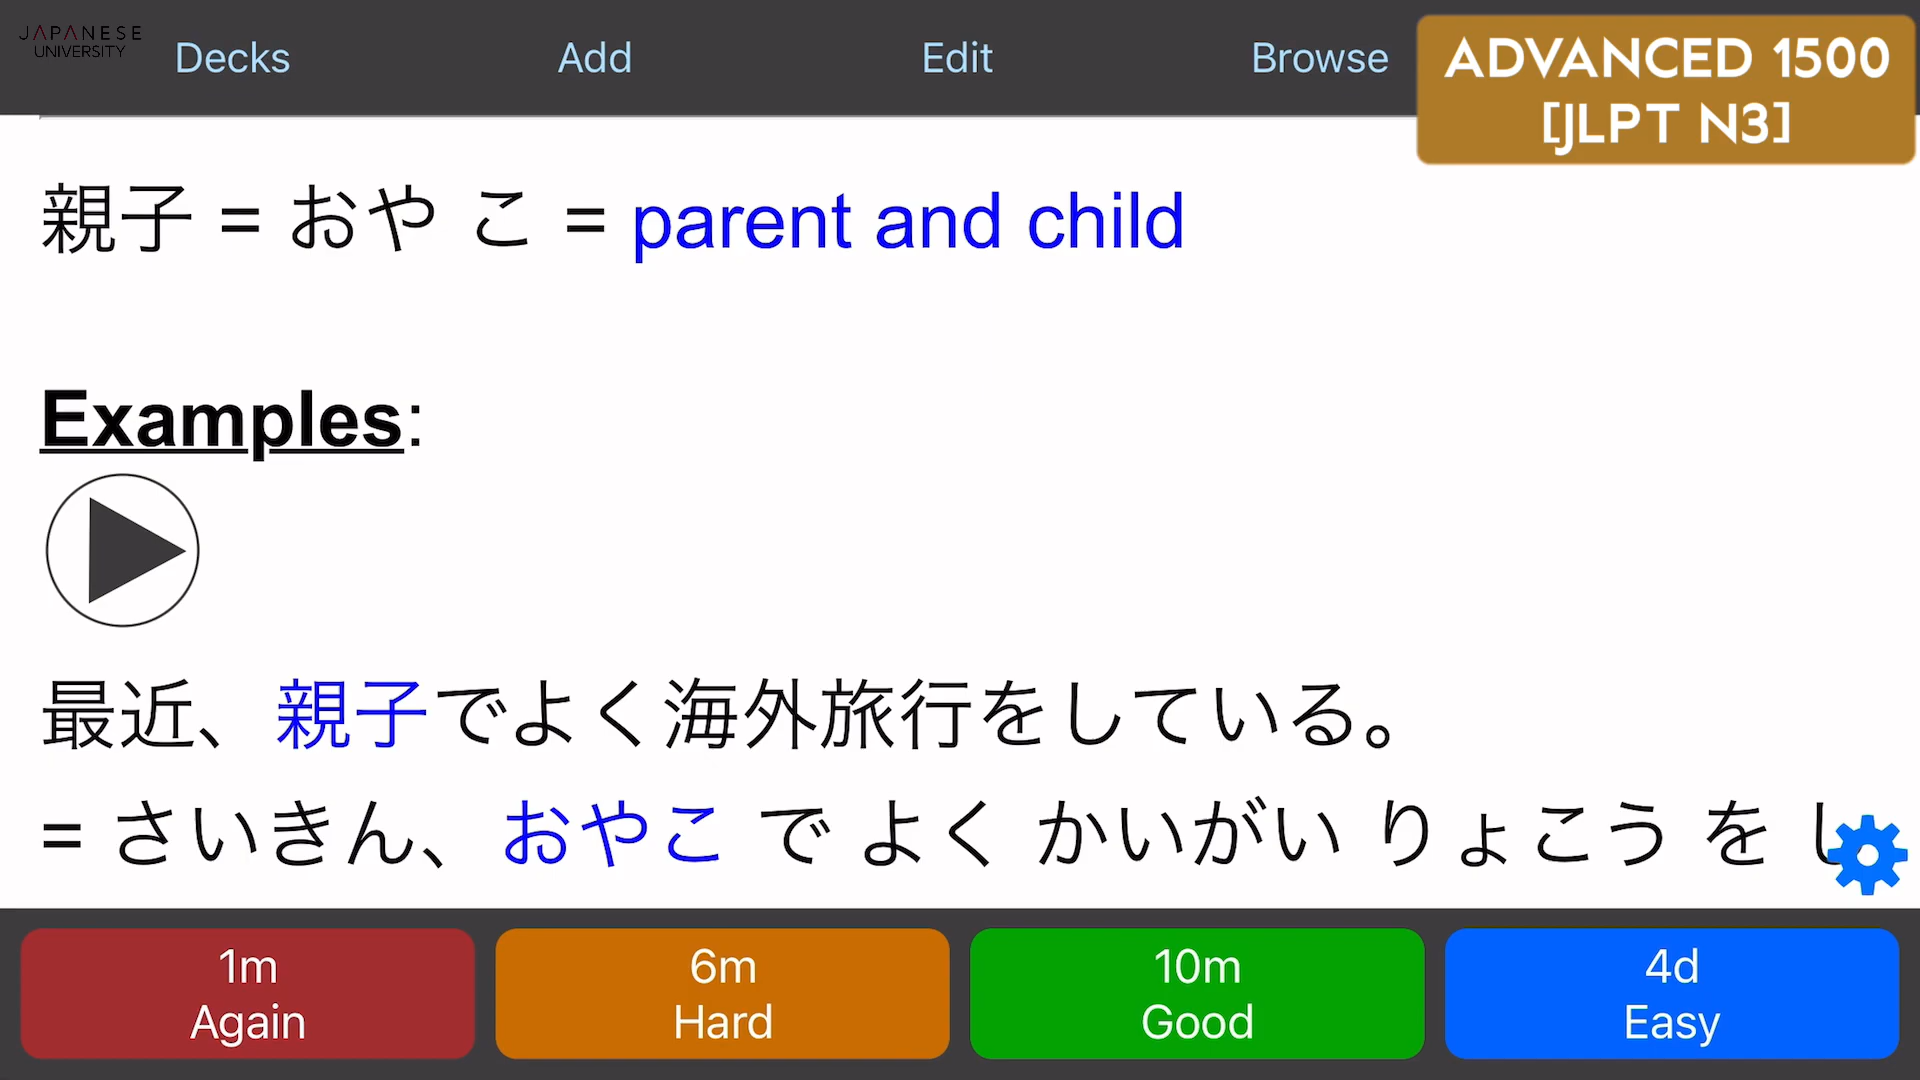 JAPANESE
UNIVERSITY
Decks Add Edit Browse
ADVANCED 1500
[JLPT N3]
親子 = おや こ = parent and child
Examples:
最近、親子でよく海外旅行をしている。
= さいきん、おやこ で よく かいがい りょこう を し
1m
Again
6m
Hard
10m
Good
4d
Easy